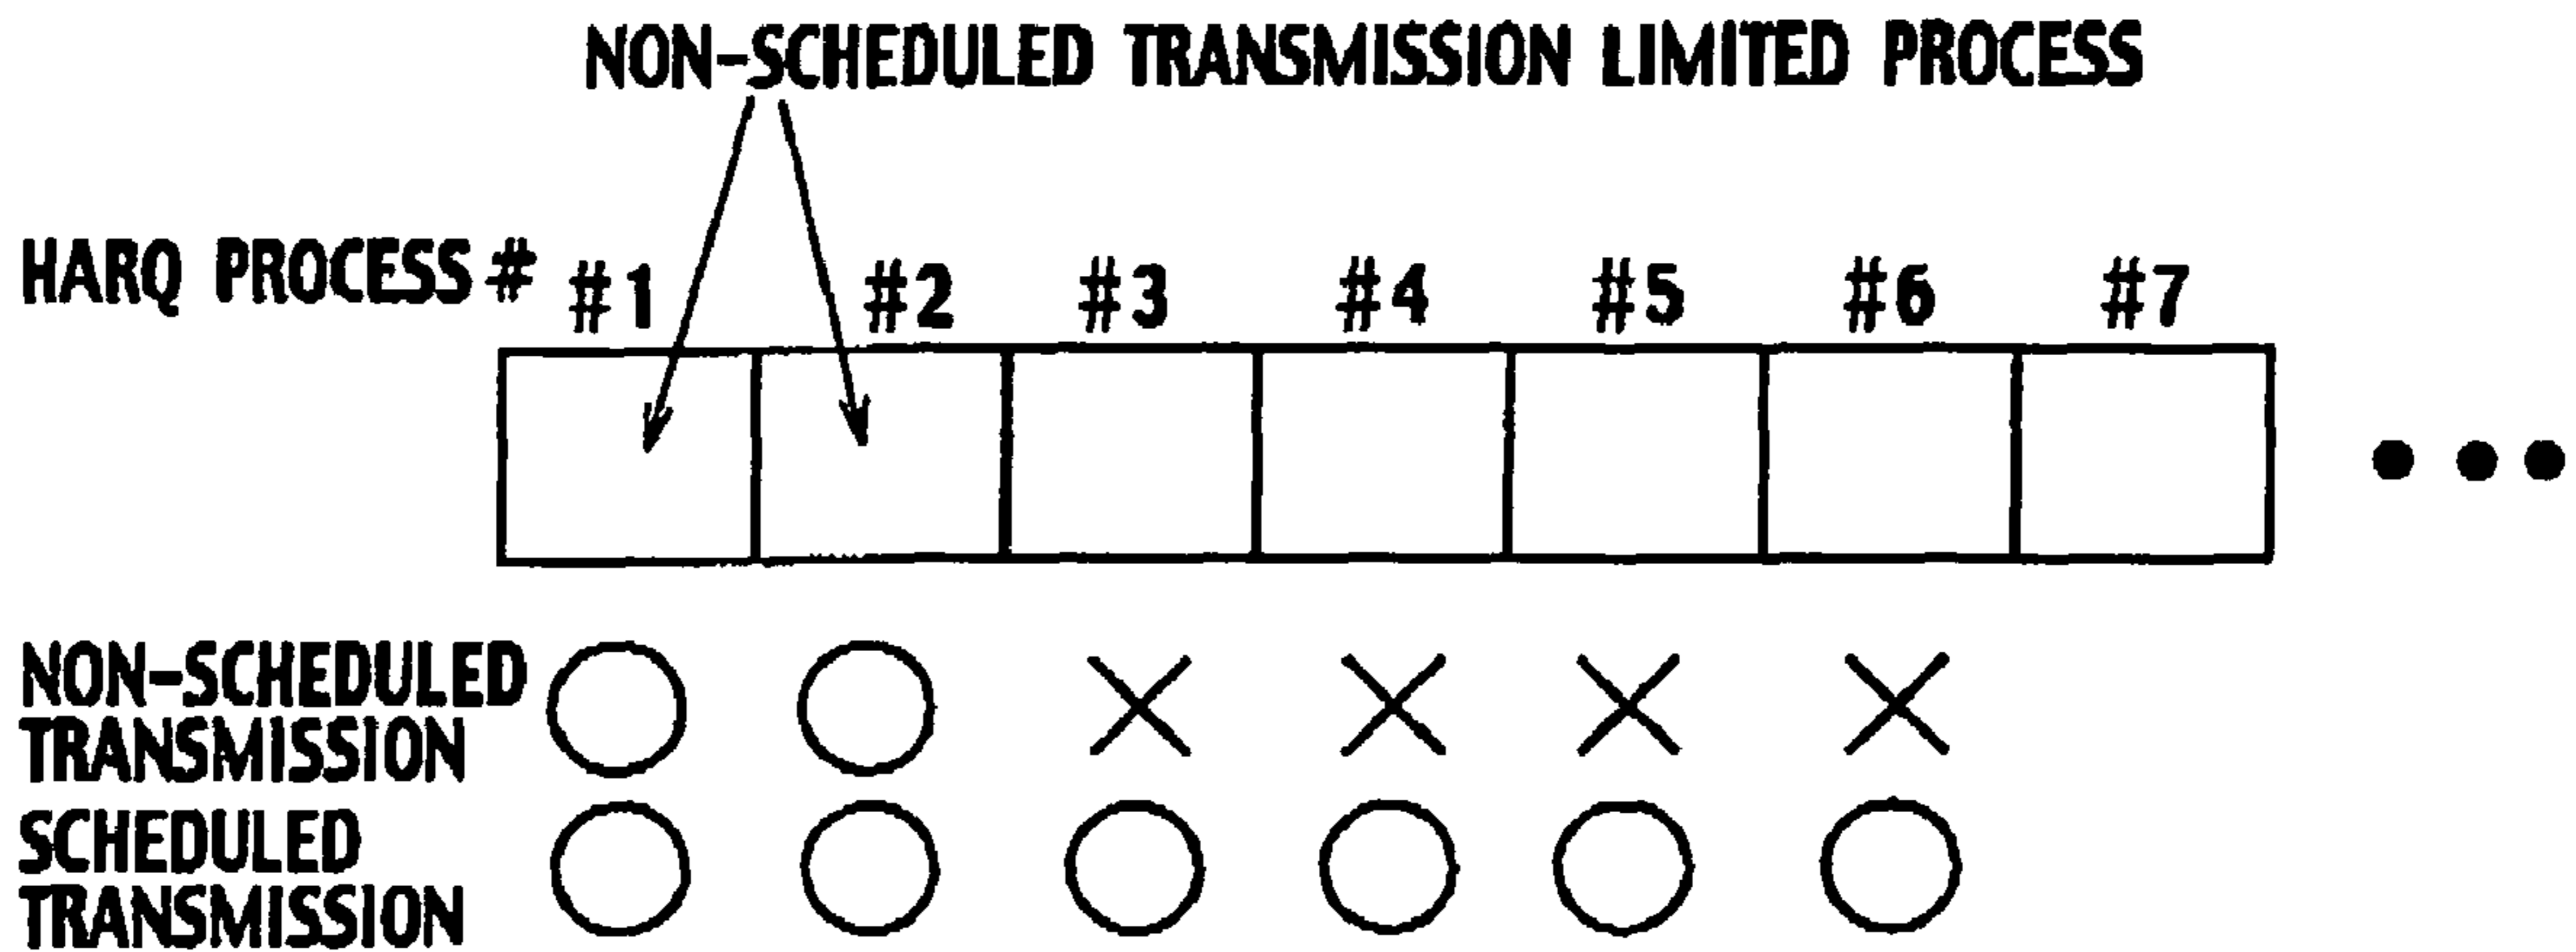 NON-SCHEDULED TRANSMISSION LIMITED PROCESS
HARQ PROCESS # #1 #2 #3 #4 #5 #6 #7
NON-SCHEDULED
TRANSMISSION
SCHEDULED
TRANSMISSION